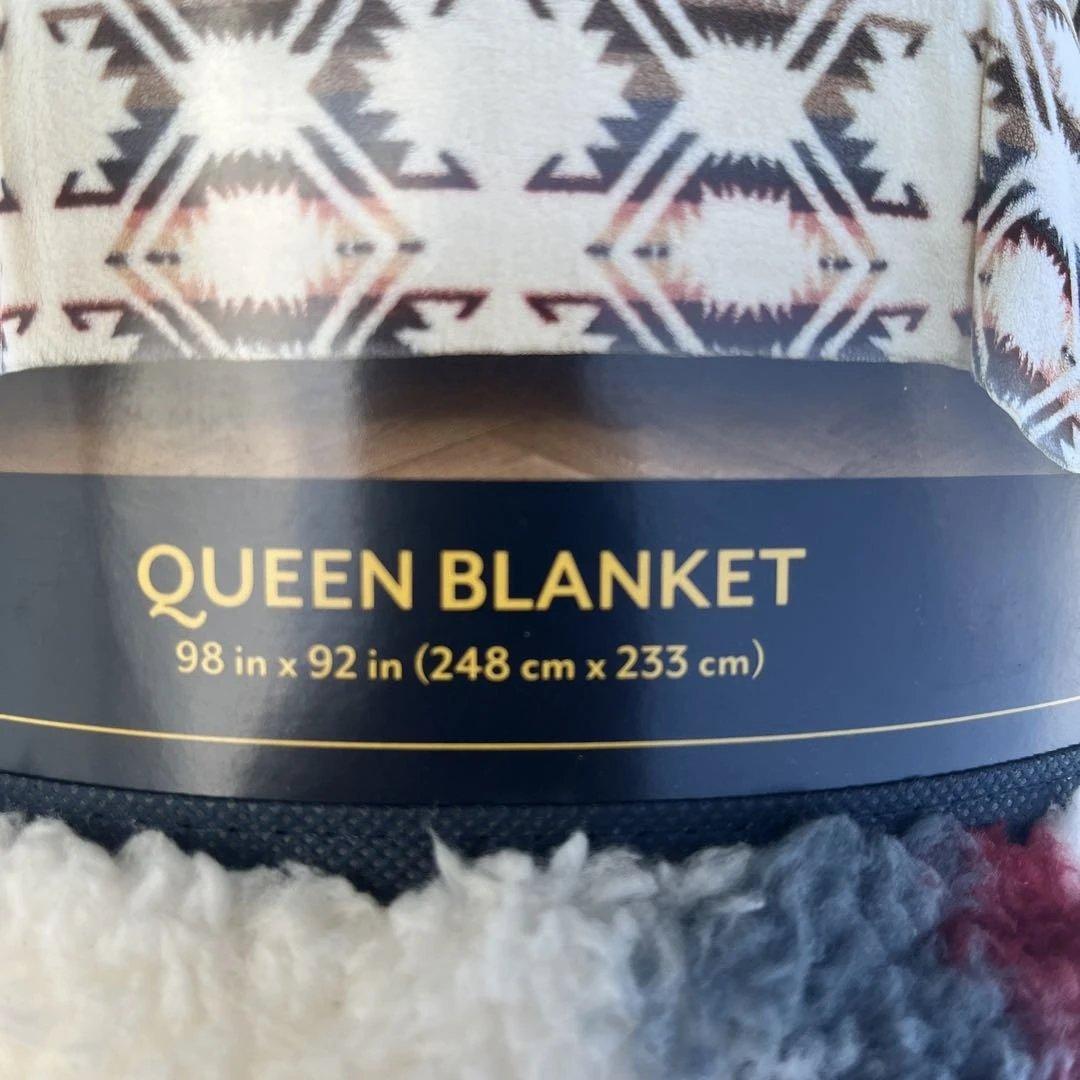 QUEEN BLANKET
98 in x 92 in (248 cm x 233 cm)